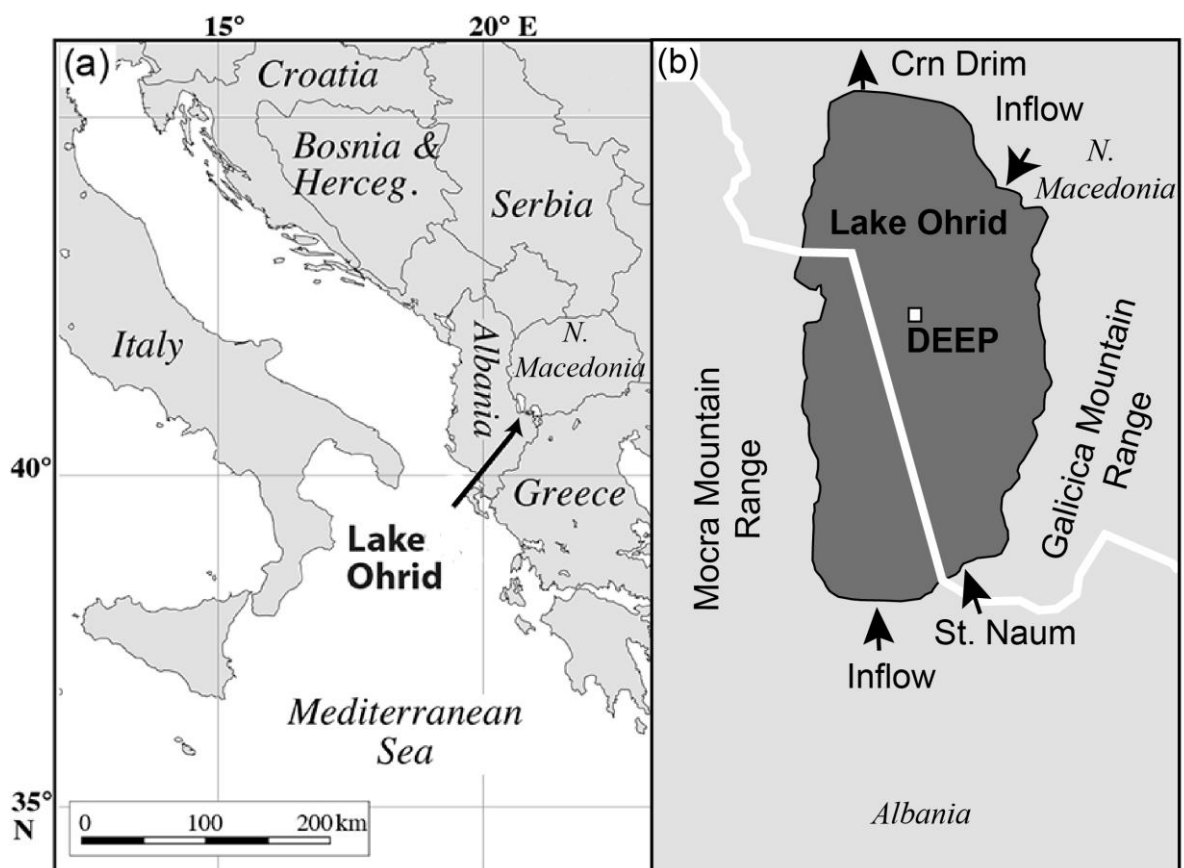 15°
20° E
(a)
Croatia
Bosnia &
Herceg.
Serbia
Italy
Albania
N.
Macedonia
40°
Greece
Lake
Ohrid
Mediterranean
Sea
35°
N
0
100
200 km
(b)
Crn Drim
Inflow
N.
Macedonia
Lake Ohrid
DEEP
Mocra Mountain
Range
Galicica Mountain
Range
St. Naum
Inflow
Albania